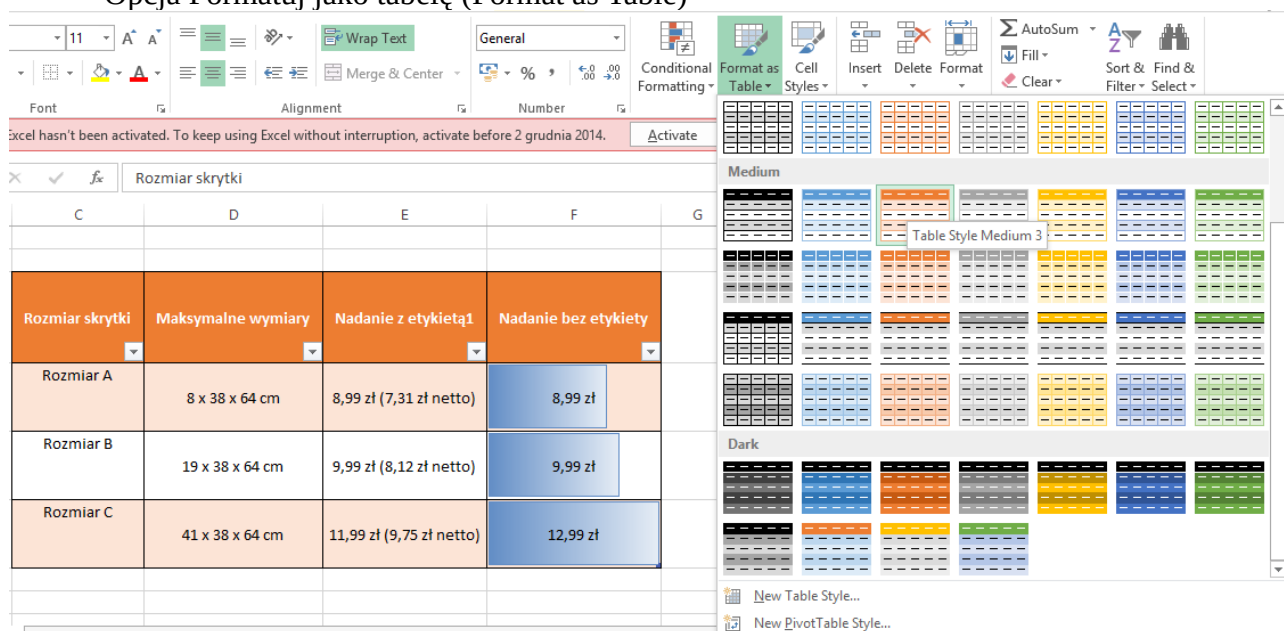 Opcja Formatuj jako tabelę (Format as Table)
11 A A Wrap Text General AutoSum
Fill
Merge & Center % , .00 .0 Conditional Format as Cell Insert Delete Format Sort & Find &
Formatting Table Styles Clear Filter Select
Font Alignment Number
Excel hasn't been activated. To keep using Excel without interruption, activate before 2 grudnia 2014. Activate
fx Rozmiar skrytki
Medium
C D E F G
Table Style Medium 3
Rozmiar skrytki Maksymalne wymiary Nadanie z etykietą1 Nadanie bez etykiety
Rozmiar A
8 x 38 x 64 cm 8,99 zł (7,31 zł netto) 8,99 zł
Rozmiar B
19 x 38 x 64 cm 9,99 zł (8,12 zł netto) 9,99 zł
Rozmiar C
41 x 38 x 64 cm 11,99 zł (9,75 zł netto) 12,99 zł
Dark
New Table Style...
New PivotTable Style...